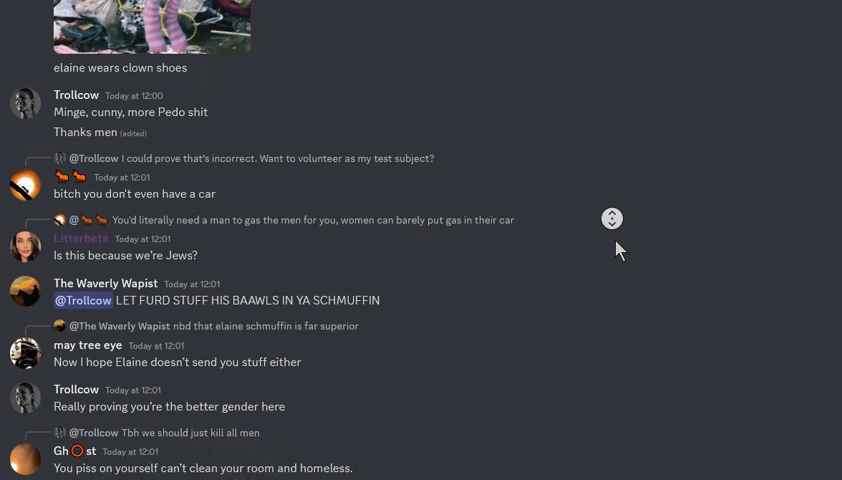 elaine wears clown shoes
Trollcow Today at 12:00
Minge, cunny, more Pedo shit
Thanks men (edited)
@Trollcow I could prove that's incorrect. Want to volunteer as my test subject?
Today at 12:01
bitch you don't even have a car
@ You'd literally need a man to gas the men for you, women can barely put gas in their car
Litterbeta Today at 12:01
Is this because we're Jews?
The Waverly Wapist Today at 12:01
@Trollcow LET FURD STUFF HIS BAAWLS IN YA SCHMUFFIN
@The Waverly Wapist nbd that elaine schmuffin is far superior
may tree eye Today at 12:01
Now I hope Elaine doesn't send you stuff either
Trollcow Today at 12:01
Really proving you're the better gender here
@Trollcow Tbh we should just kill all men
Gh⭕st Today at 12:01
You piss on yourself can't clean your room and homeless.